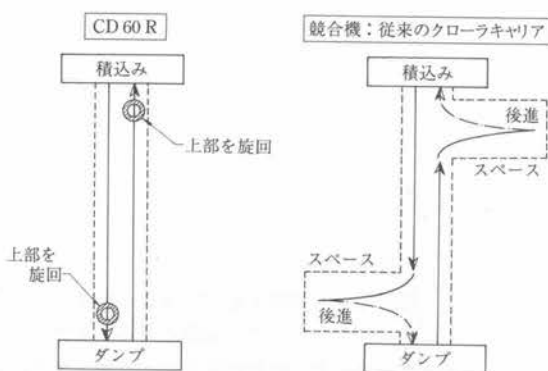 CD 60 R
積込み
上部を旋回
上部を
旋回
ダンプ
競合機：従来のクローラキャリア
積込み
後進
スペース
スペース
後進
ダンプ